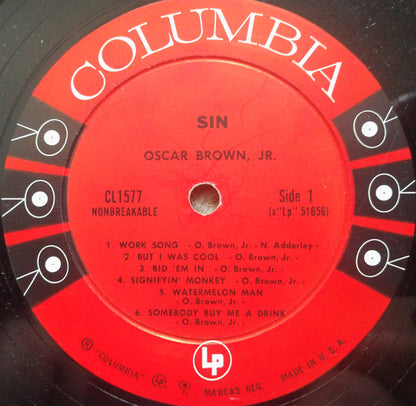 COLUMBIA
SIN
OSCAR BROWN, JR.
CL1577
NONBREAKABLE
Side 1
(x"Lp" 51656)
1. WORK SONG - O. Brown, Jr. - N. Adderley -
2. BUT I WAS COOL - O. Brown, Jr. -
3. BID 'EM IN - O. Brown, Jr. -
4. SIGNIFYIN' MONKEY - O. Brown, Jr. -
5. WATERMELON MAN
- O. Brown, Jr. -
6. SOMEBODY BUY ME A DRINK
- O. Brown, Jr. -
Lp
® "COLUMBIA" Lp MARCAS REG. MADE IN U. S. A.